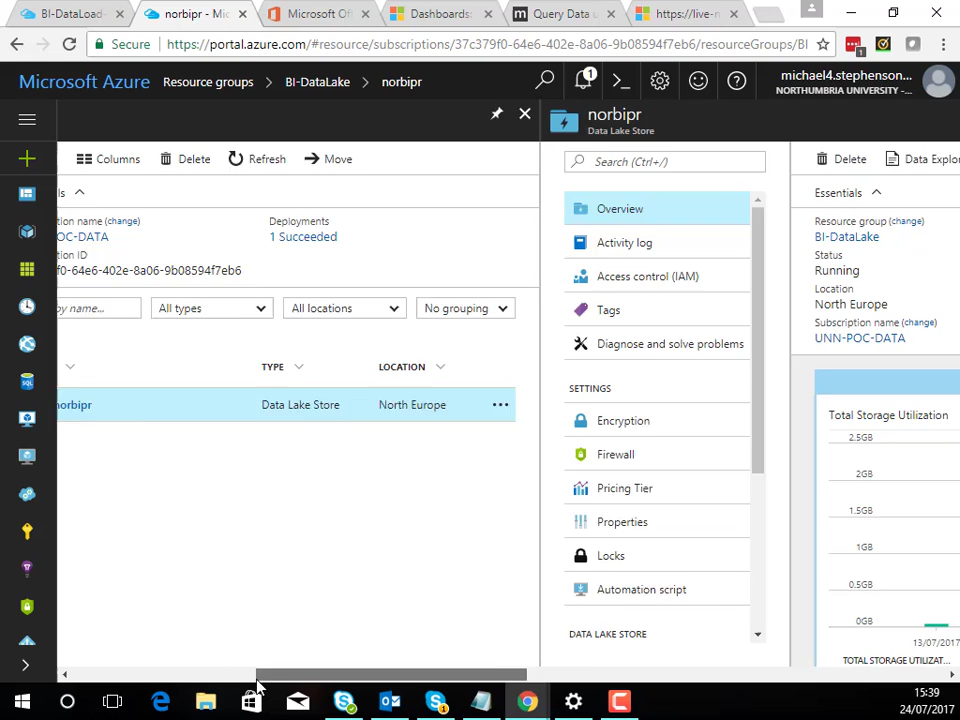 BI-DataLoad-
norbipr - Mi
Microsoft Of
Dashboards:
Query Data u
https://live-n
Secure
https://portal.azure.com/#resource/subscriptions/37c379f0-64e6-402e-8a06-9b08594f7eb6/resourceGroups/BI
1
Microsoft Azure
Resource groups > BI-DataLake > norbipr
1
michael4.stephenson...
NORTHUMBRIA UNIVERSITY -...
norbipr
Data Lake Store
Columns
Delete
Refresh
Move
Search (Ctrl+/)
Delete
Data Explo
ls
Essentials
tion name (change)
OC-DATA
Deployments
1 Succeeded
tion ID
f0-64e6-402e-8a06-9b08594f7eb6
by name...
All types
All locations
No grouping
TYPE
LOCATION
norbipr
Data Lake Store
North Europe
...
Overview
Activity log
Access control (IAM)
Tags
Diagnose and solve problems
SETTINGS
Encryption
Firewall
Pricing Tier
Properties
Locks
Automation script
DATA LAKE STORE
Resource group (change)
BI-DataLake
Status
Running
Location
North Europe
Subscription name (change)
UNN-POC-DATA
Total Storage Utilization
2.5GB
2GB
1.5GB
1GB
0.5GB
0GB
13/07/2017
TOTAL STORAGE UTILIZAT...
15:39
24/07/2017